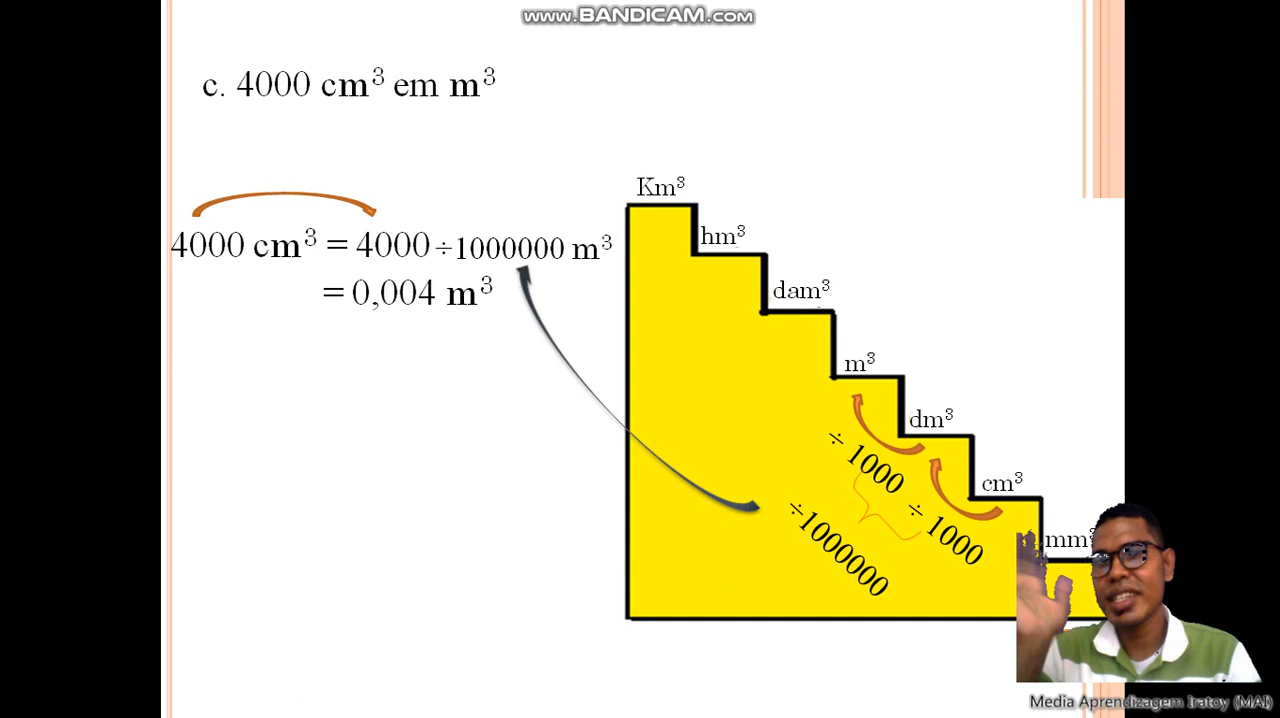 www.BANDICAM.com
c. 4000 cm³ em m³
4000 cm³ = 4000 ÷1000000 m³
= 0,004 m³
Km³
hm³
dam³
m³
dm³
cm³
mm³
÷ 1000
÷ 1000
÷1000000
Media Aprendizagem Iratoy (MAI)